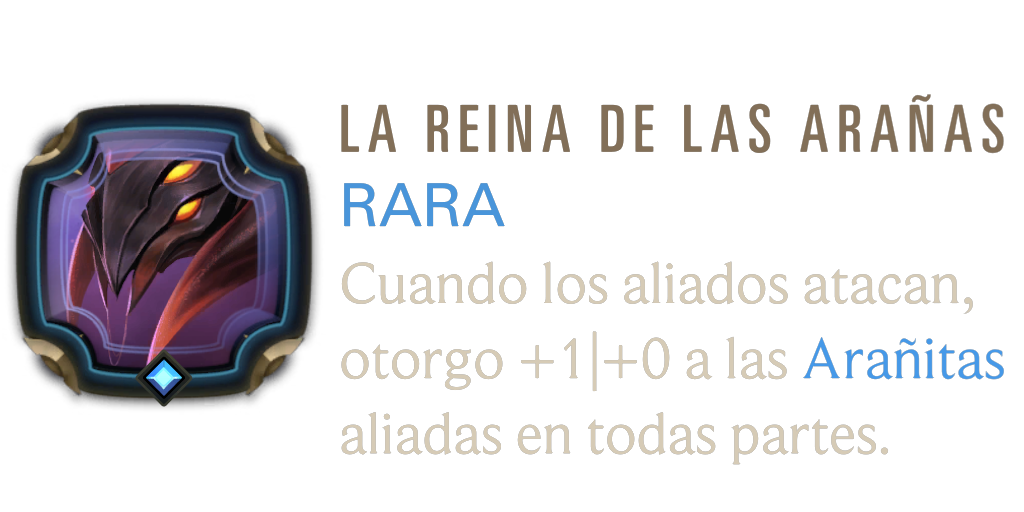 LA REINA DE LAS ARAÑAS
RARA
Cuando los aliados atacan,
otorgo +1|+0 a las Arañitas
aliadas en todas partes.